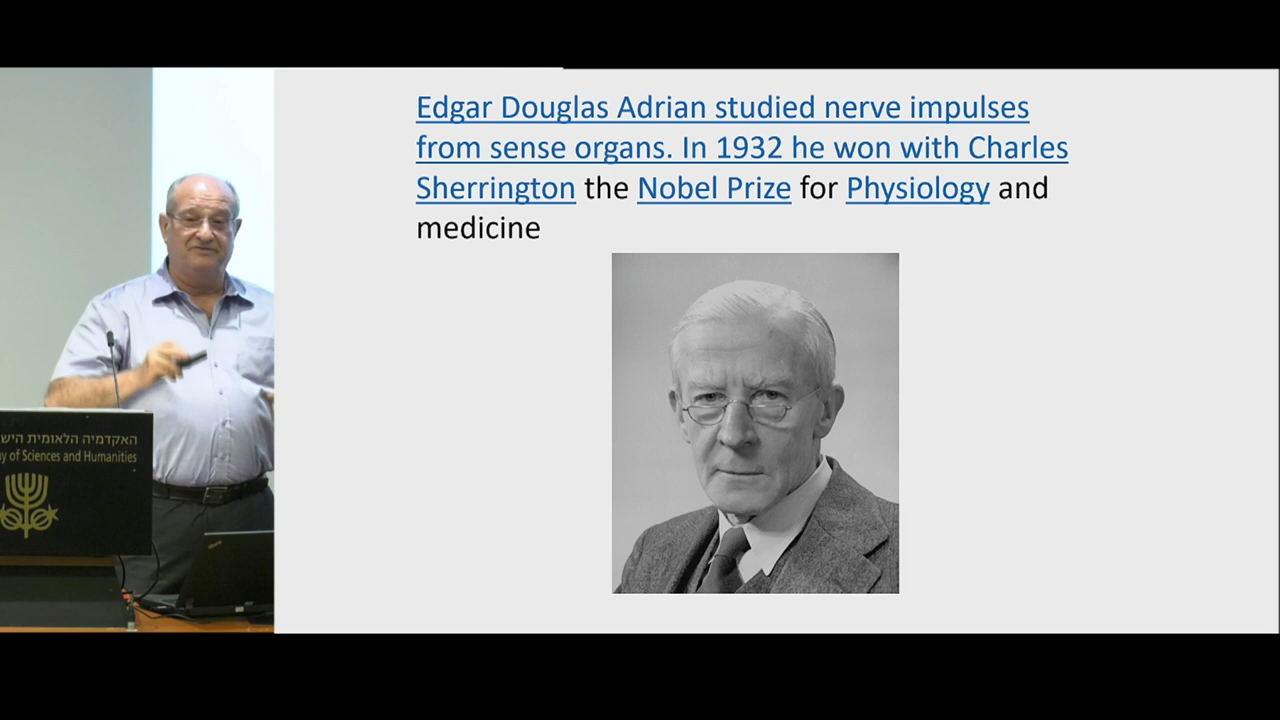 Edgar Douglas Adrian studied nerve impulses
from sense organs. In 1932 he won with Charles
Sherrington the Nobel Prize for Physiology and
medicine
האקדמיה הלאומית
of Sciences and Humanities